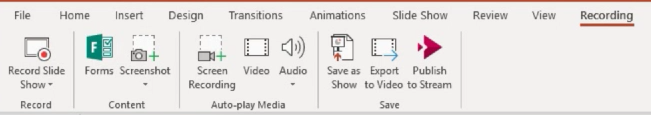 File Home Insert Design Transitions Animations Slide Show Review View Recording
Record Slide Forms Screenshot Screen Video Audio Save as Export Publish
Show Recording Show to Video to Stream
Record Content Auto-play Media Save